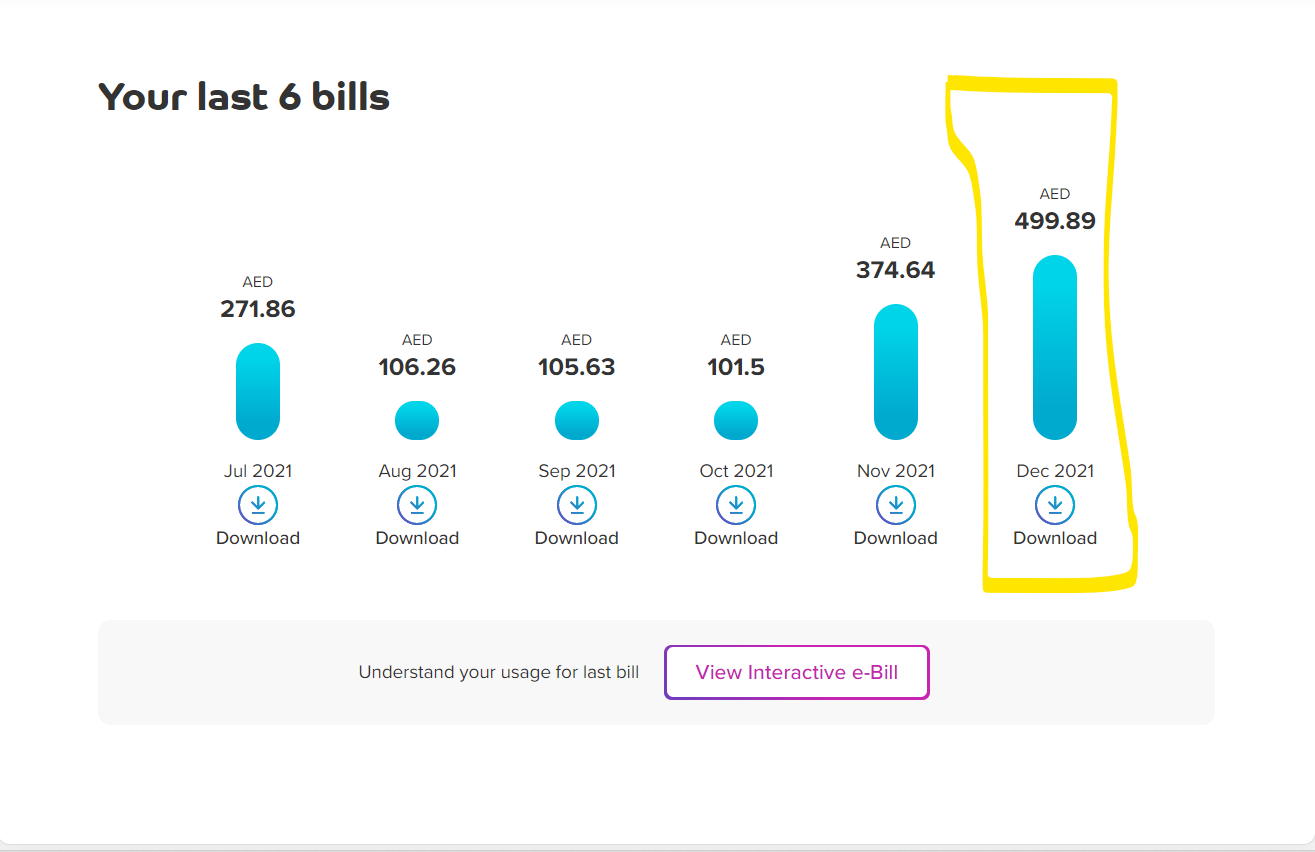 Your last 6 bills
AED
271.86
AED
106.26
AED
105.63
AED
101.5
AED
374.64
AED
499.89
Jul 2021
Aug 2021
Sep 2021
Oct 2021
Nov 2021
Dec 2021
Download
Download
Download
Download
Download
Download
Understand your usage for last bill
View Interactive e-Bill